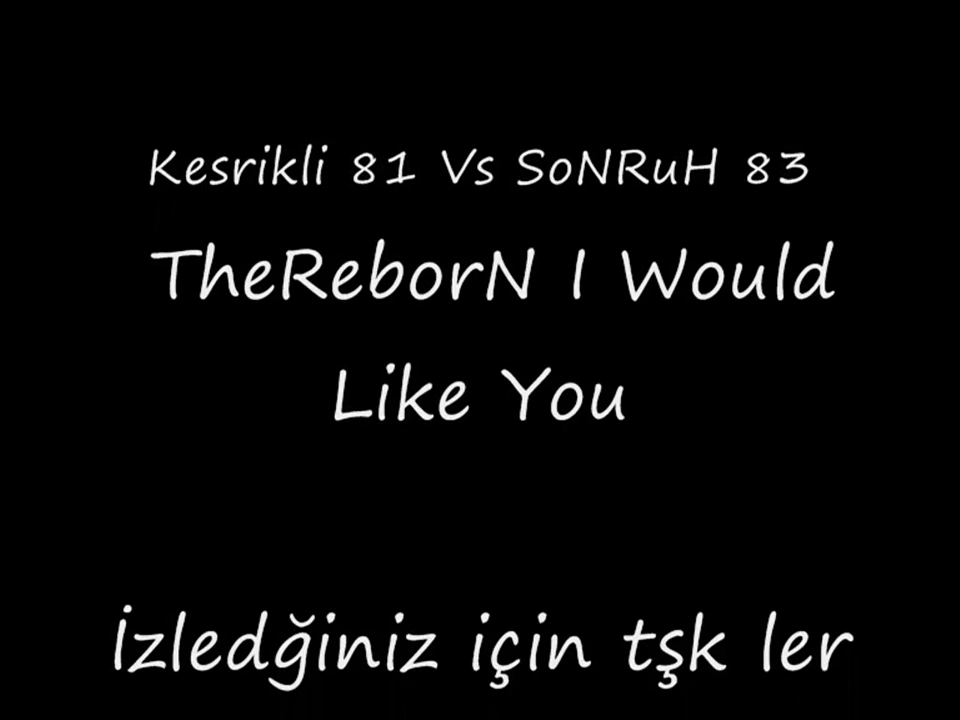 Kesrikli 81 Vs SoNRuH 83
TheReborN I Would
Like You
İzledğiniz için tşk ler